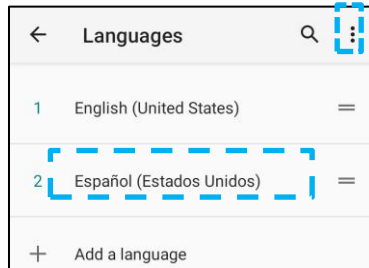 Languages
1 English (United States)
2 Español (Estados Unidos)
Add a language